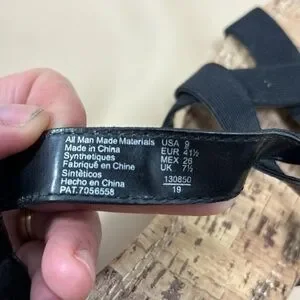 All Man Made Materials
Made in China
Synthetiques
Fabriqué en Chine
Sintéticos
Hecho en China
PAT.7056558
USA 9
EUR 41½
MEX 26
UK 7½
130850
19